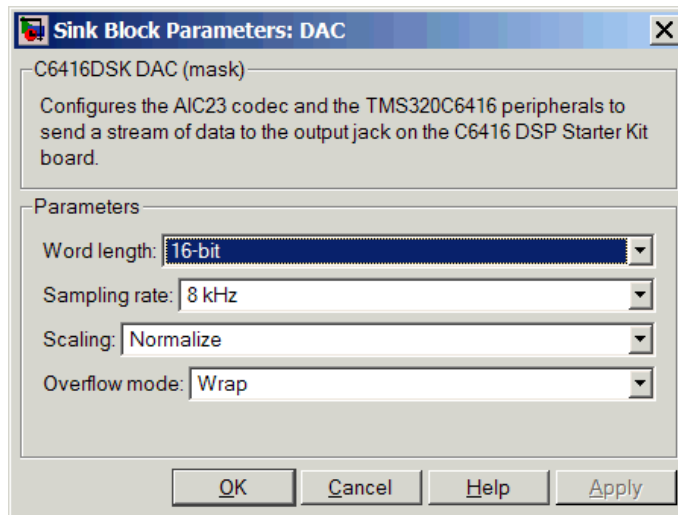 Sink Block Parameters: DAC
C6416DSK DAC (mask)
Configures the AIC23 codec and the TMS320C6416 peripherals to
send a stream of data to the output jack on the C6416 DSP Starter Kit
board.
Parameters
Word length: 16-bit
Sampling rate: 8 kHz
Scaling: Normalize
Overflow mode: Wrap
OK Cancel Help Apply